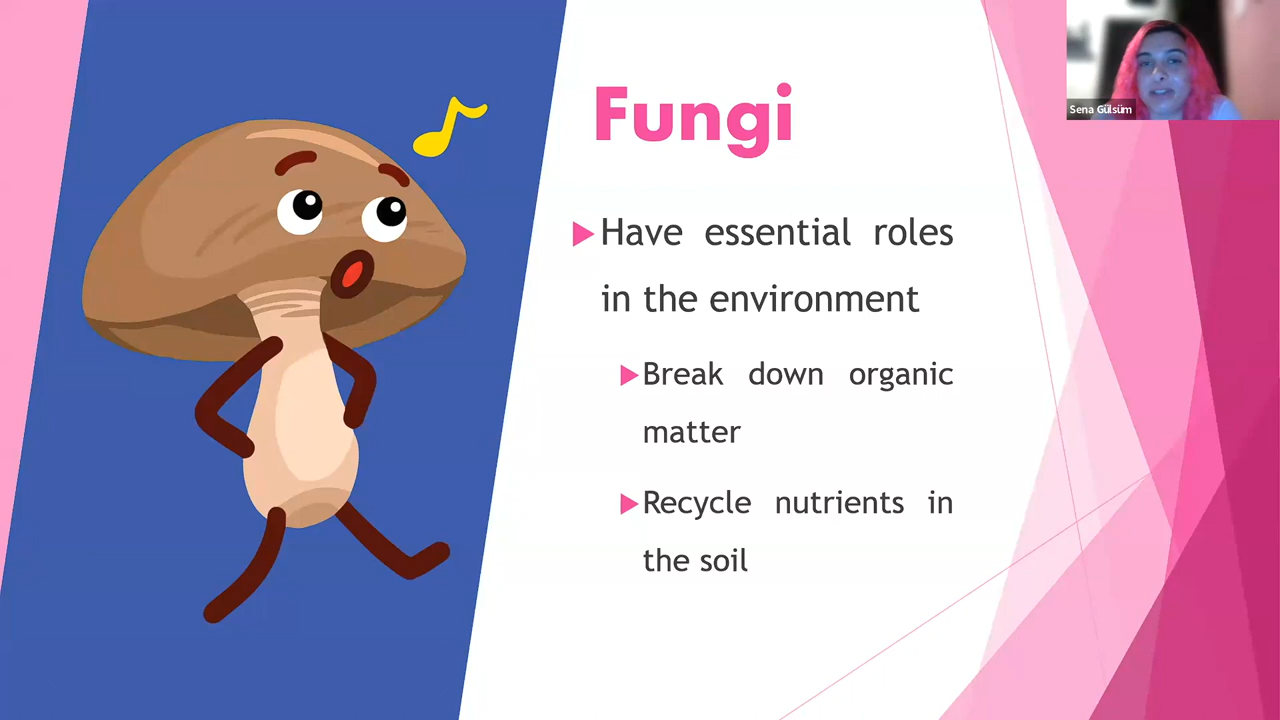 Fungi
Have essential roles
in the environment
Break down organic
matter
Recycle nutrients in
the soil
Sena Gülsüm